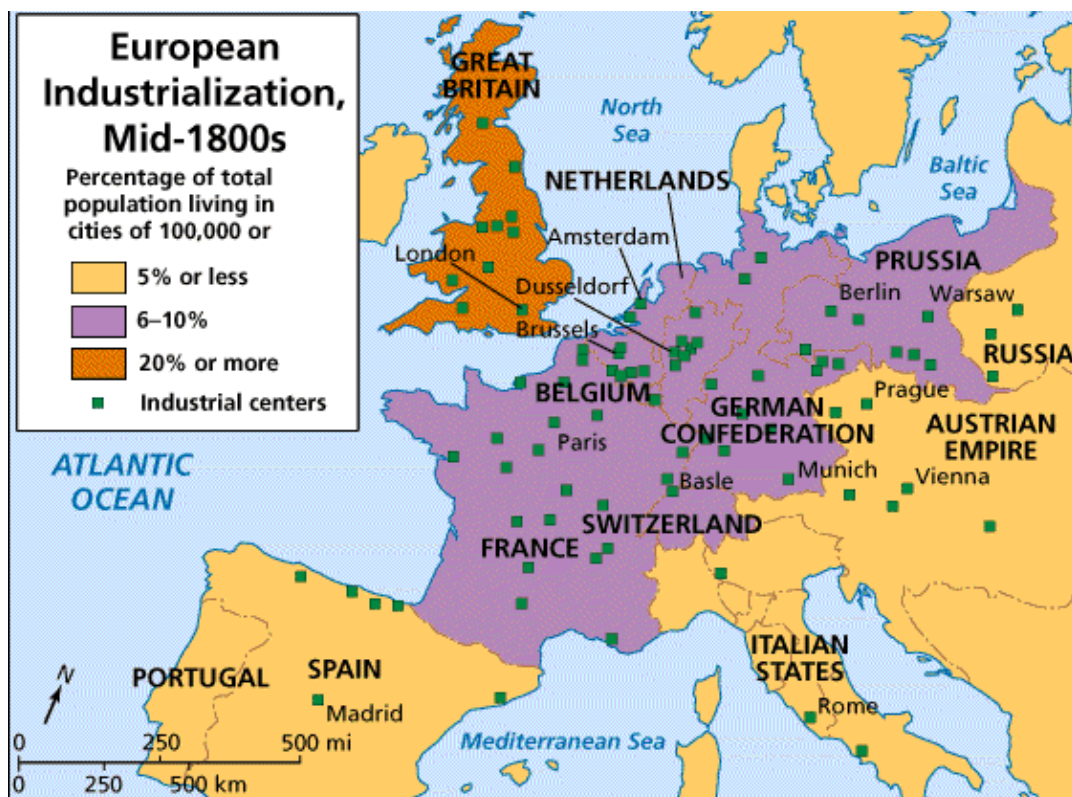 European
Industrialization,
Mid-1800s
Percentage of total
population living in
cities of 100,000 or
5% or less
6–10%
20% or more
Industrial centers
GREAT
BRITAIN
North
Sea
Baltic
Sea
NETHERLANDS
Amsterdam
London
Dusseldorf
Brussels
PRUSSIA
Berlin
Warsaw
RUSSIA
BELGIUM
Prague
GERMAN
CONFEDERATION
AUSTRIAN
EMPIRE
Paris
ATLANTIC
OCEAN
Basle
Munich
Vienna
SWITZERLAND
FRANCE
ITALIAN
STATES
PORTUGAL
SPAIN
N
Madrid
Rome
Mediterranean Sea
0 250 500 mi
0 250 500 km